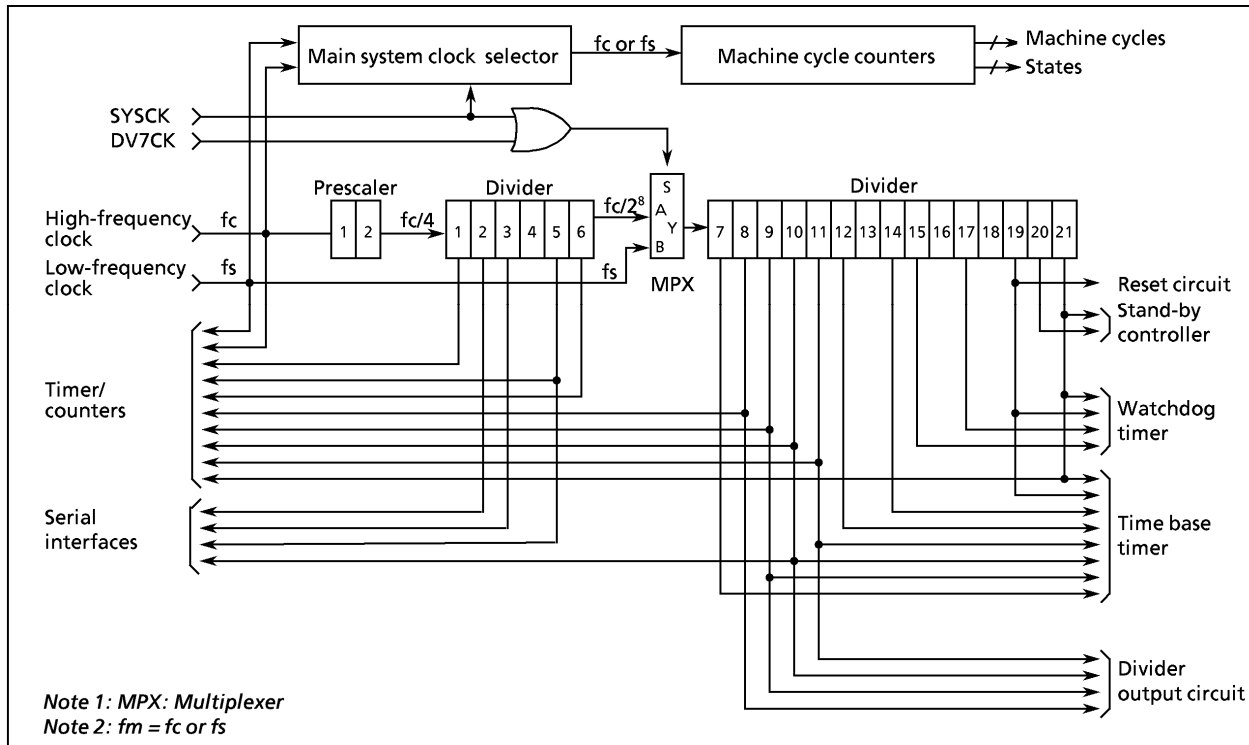 Main system clock selector
fc or fs
Machine cycle counters
Machine cycles
States
SYSCK
DV7CK
Prescaler
Divider
Divider
High-frequency
clock
fc
1 2
fc/4
1 2 3 4 5 6
fc/2⁸
S
A
Y
B
7 8 9 10 11 12 13 14 15 16 17 18 19 20 21
Low-frequency
clock
fs
fs
MPX
Reset circuit
Stand-by
controller
Timer/
counters
Watchdog
timer
Serial
interfaces
Time base
timer
Divider
output circuit
Note 1: MPX: Multiplexer
Note 2: fm = fc or fs